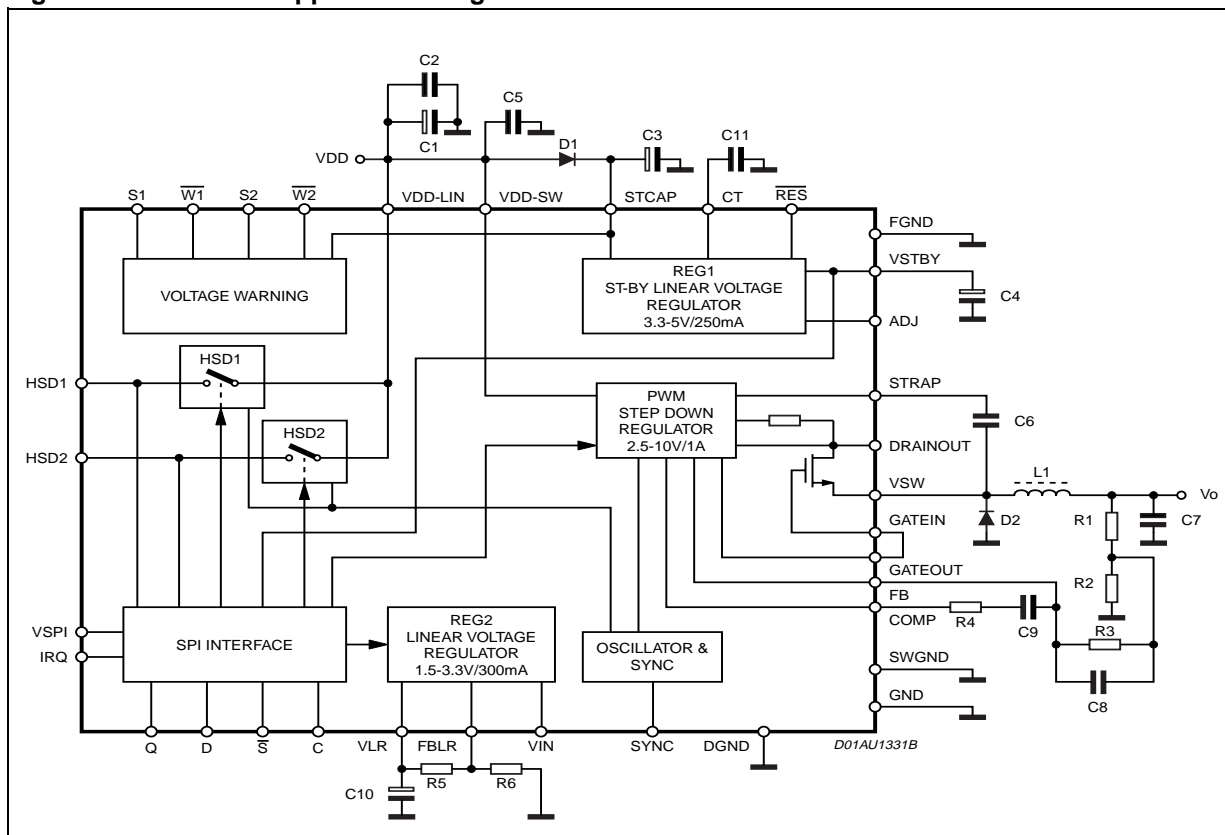 C2
C5
C1
C3
C11
D1
VDD
S1
W1
S2
W2
VDD-LIN
VDD-SW
STCAP
CT
RES
FGND
VOLTAGE WARNING
REG1
ST-BY LINEAR VOLTAGE
REGULATOR
3.3-5V/250mA
VSTBY
C4
ADJ
HSD1
HSD1
HSD2
HSD2
PWM
STEP DOWN
REGULATOR
2.5-10V/1A
STRAP
C6
DRAINOUT
VSW
L1
Vo
D2
R1
C7
GATEIN
GATEOUT
R2
FB
COMP
R4
C9
R3
C8
VSPI
IRQ
SPI INTERFACE
REG2
LINEAR VOLTAGE
REGULATOR
1.5-3.3V/300mA
OSCILLATOR &
SYNC
SWGND
GND
Q
D
S
C
VLR
FBLR
VIN
SYNC
DGND
D01AU1331B
C10
R5
R6